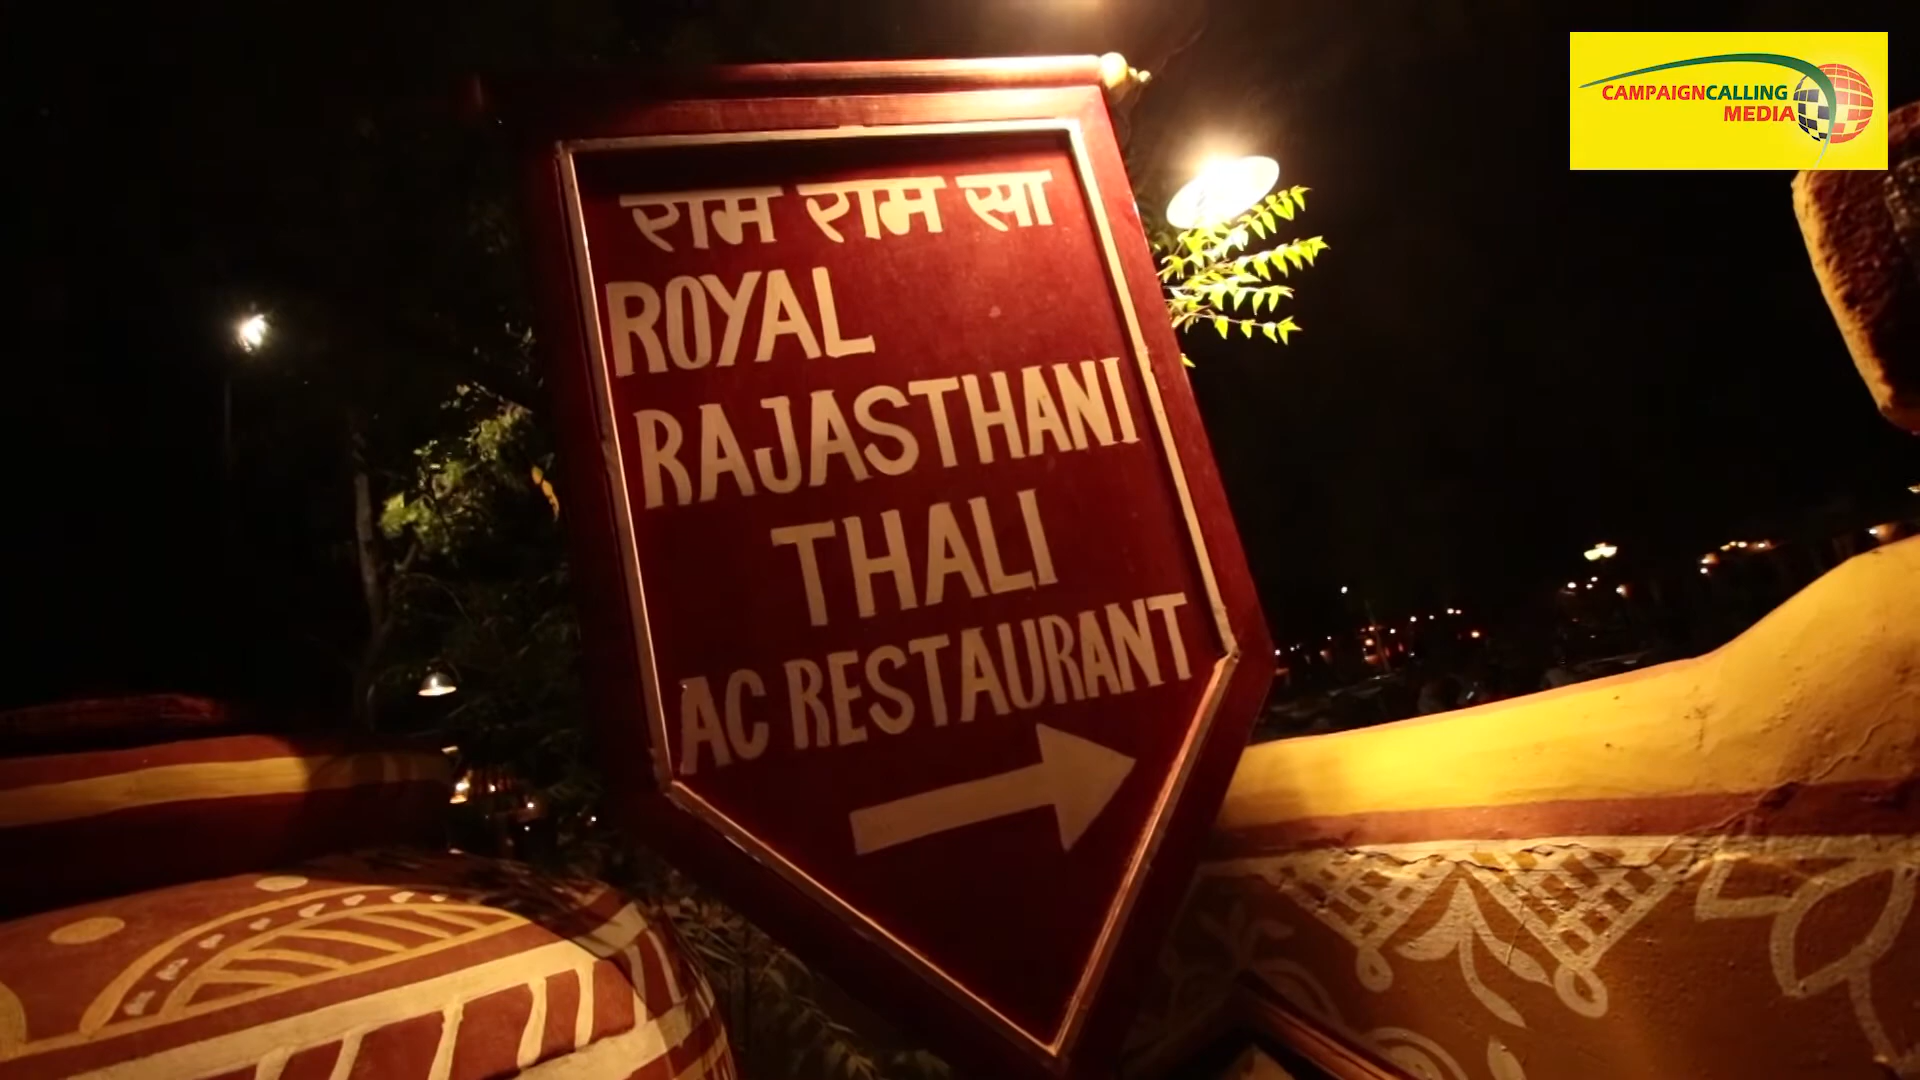 राम राम सा
ROYAL
RAJASTHANI
THALI
AC RESTAURANT
CAMPAIGNCALLING
MEDIA